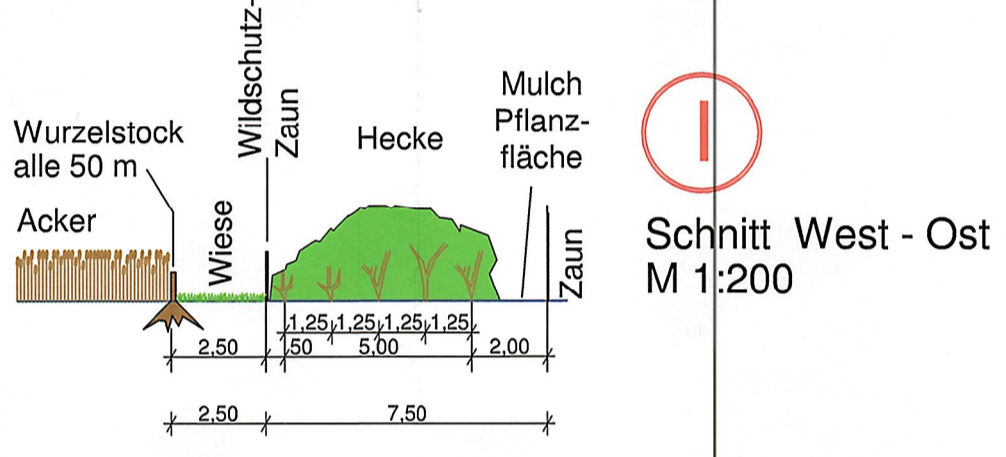 Wildschutz-
Zaun
Mulch
Pflanz-
fläche
Wurzelstock
alle 50 m
Hecke
I
Acker
Wiese
Zaun
Schnitt West - Ost
M 1:200
1,25 1,25 1,25 1,25
2,50 50 5,00 2,00
2,50 7,50